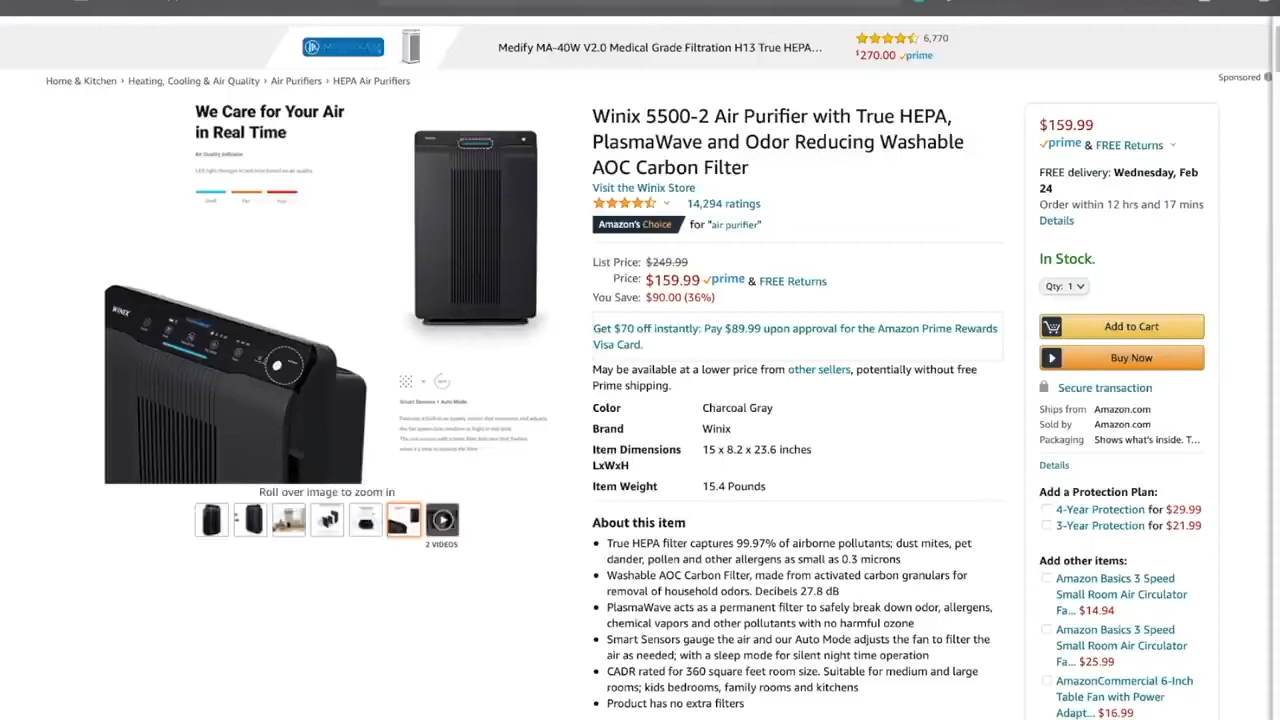 Medify MA-40W V2.0 Medical Grade Filtration H13 True HEPA...
6,770
$270.00 prime
Sponsored
Home & Kitchen › Heating, Cooling & Air Quality › Air Purifiers › HEPA Air Purifiers
We Care for Your Air
in Real Time
Air Quality Indicator
WINIX
Smart Sensors + Auto Mode
Roll over image to zoom in
2 VIDEOS
Winix 5500-2 Air Purifier with True HEPA,
PlasmaWave and Odor Reducing Washable
AOC Carbon Filter
Visit the Winix Store
14,294 ratings
Amazon's Choice for "air purifier"
List Price: $249.99
Price: $159.99 prime & FREE Returns
You Save: $90.00 (36%)
Get $70 off instantly: Pay $89.99 upon approval for the Amazon Prime Rewards
Visa Card.
May be available at a lower price from other sellers, potentially without free
Prime shipping.
Color Charcoal Gray
Brand Winix
Item Dimensions 15 x 8.2 x 23.6 inches
LxWxH
Item Weight 15.4 Pounds
About this item
• True HEPA filter captures 99.97% of airborne pollutants; dust mites, pet
dander, pollen and other allergens as small as 0.3 microns
• Washable AOC Carbon Filter, made from activated carbon granulars for
removal of household odors. Decibels 27.8 dB
• PlasmaWave acts as a permanent filter to safely break down odor, allergens,
chemical vapors and other pollutants with no harmful ozone
• Smart Sensors gauge the air and our Auto Mode adjusts the fan to filter the
air as needed; with a sleep mode for silent night time operation
• CADR rated for 360 square feet room size. Suitable for medium and large
rooms; kids bedrooms, family rooms and kitchens
• Product has no extra filters
$159.99
prime & FREE Returns
FREE delivery: Wednesday, Feb
24
Order within 12 hrs and 17 mins
Details
In Stock.
Qty: 1
Add to Cart
Buy Now
Secure transaction
Ships from Amazon.com
Sold by Amazon.com
Packaging Shows what's inside. T...
Details
Add a Protection Plan:
4-Year Protection for $29.99
3-Year Protection for $21.99
Add other items:
Amazon Basics 3 Speed
Small Room Air Circulator
Fa... $14.94
Amazon Basics 3 Speed
Small Room Air Circulator
Fa... $25.99
AmazonCommercial 6-Inch
Table Fan with Power
Adapt... $16.99